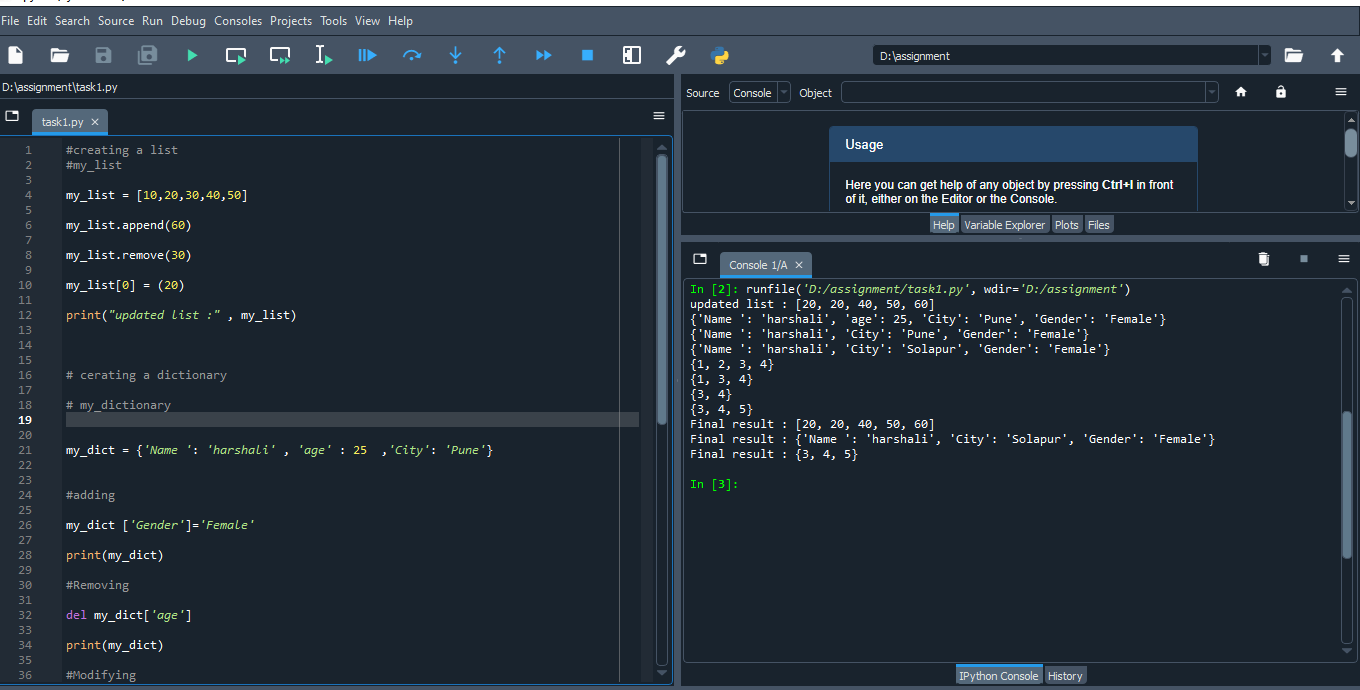 File Edit Search Source Run Debug Consoles Projects Tools View Help
D:\assignment
D:\assignment\task1.py
task1.py
1 #creating a list
2 #my_list
3
4 my_list = [10,20,30,40,50]
5
6 my_list.append(60)
7
8 my_list.remove(30)
9
10 my_list[0] = (20)
11
12 print("updated list :" , my_list)
13
14
15
16 # cerating a dictionary
17
18 # my_dictionary
19
20
21 my_dict = {'Name ': 'harshali' , 'age' : 25  ,'City': 'Pune'}
22
23
24 #adding
25
26 my_dict ['Gender']='Female'
27
28 print(my_dict)
29
30 #Removing
31
32 del my_dict['age']
33
34 print(my_dict)
35
36 #Modifying
Source Console Object
Usage
Here you can get help of any object by pressing Ctrl+I in front
of it, either on the Editor or the Console.
Help Variable Explorer Plots Files
Console 1/A
In [2]: runfile('D:/assignment/task1.py', wdir='D:/assignment')
updated list : [20, 20, 40, 50, 60]
{'Name ': 'harshali', 'age': 25, 'City': 'Pune', 'Gender': 'Female'}
{'Name ': 'harshali', 'City': 'Pune', 'Gender': 'Female'}
{'Name ': 'harshali', 'City': 'Solapur', 'Gender': 'Female'}
{1, 2, 3, 4}
{1, 3, 4}
{3, 4}
{3, 4, 5}
Final result : [20, 20, 40, 50, 60]
Final result : {'Name ': 'harshali', 'City': 'Solapur', 'Gender': 'Female'}
Final result : {3, 4, 5}
In [3]:
IPython Console History